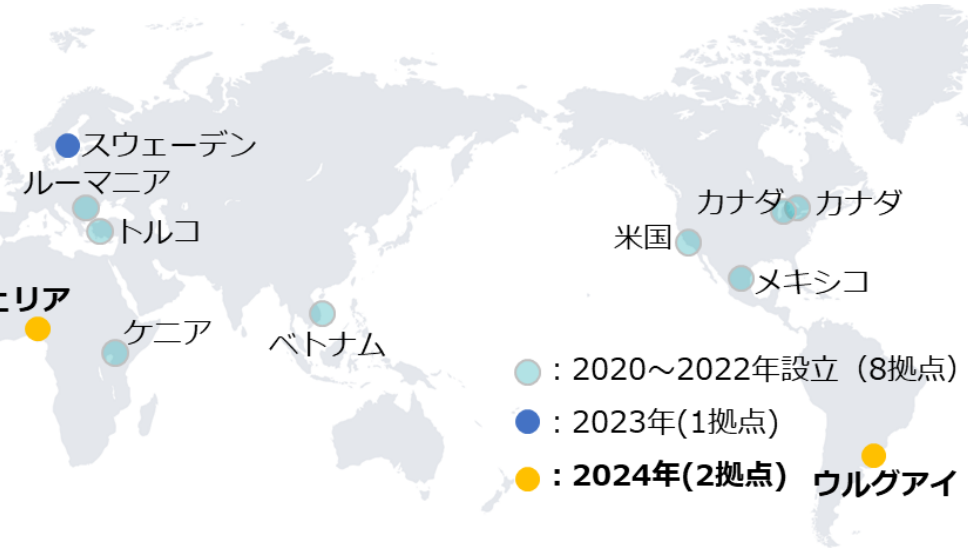 スウェーデン
ルーマニア
トルコ
カナダ
カナダ
米国
メキシコ
ェリア
ケニア
ベトナム
：2020～2022年設立（8拠点）
：2023年(1拠点)
：2024年(2拠点)
ウルグアイ